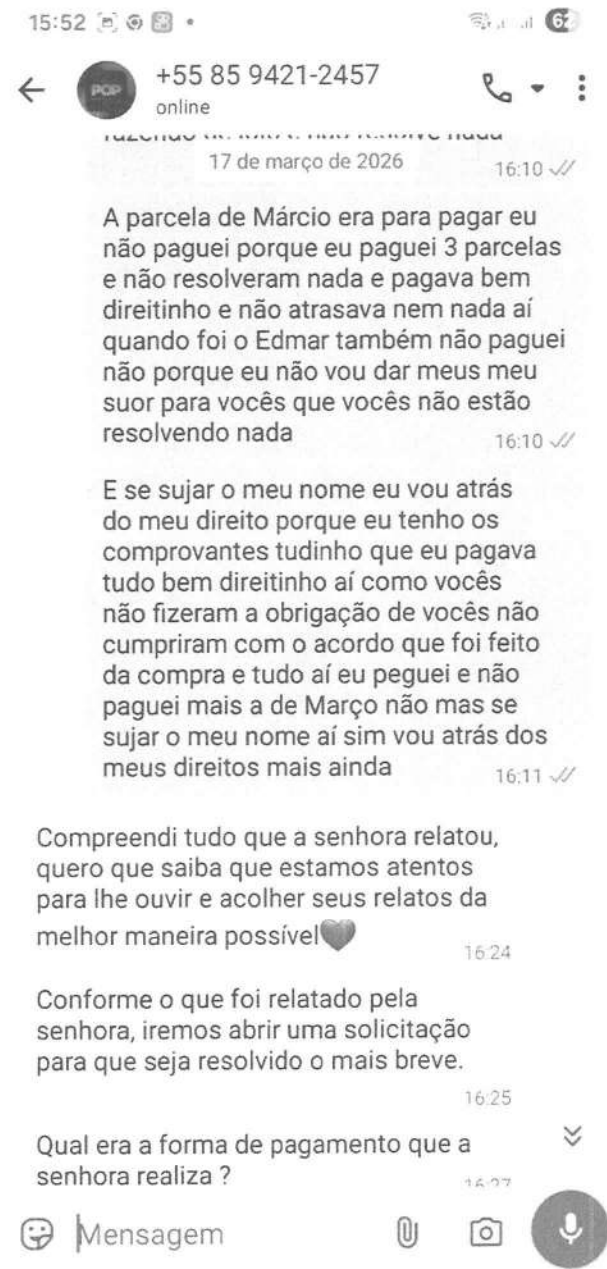 15:52
62
POP
+55 85 9421-2457
online
17 de março de 2026
16:10
A parcela de Márcio era para pagar eu
não paguei porque eu paguei 3 parcelas
e não resolveram nada e pagava bem
direitinho e não atrasava nem nada aí
quando foi o Edmar também não paguei
não porque eu não vou dar meus meu
suor para vocês que vocês não estão
resolvendo nada
16:10
E se sujar o meu nome eu vou atrás
do meu direito porque eu tenho os
comprovantes tudinho que eu pagava
tudo bem direitinho aí como vocês
não fizeram a obrigação de vocês não
cumpriram com o acordo que foi feito
da compra e tudo aí eu peguei e não
paguei mais a de Março não mas se
sujar o meu nome aí sim vou atrás dos
meus direitos mais ainda
16:11
Compreendi tudo que a senhora relatou,
quero que saiba que estamos atentos
para lhe ouvir e acolher seus relatos da
melhor maneira possível
16:24
Conforme o que foi relatado pela
senhora, iremos abrir uma solicitação
para que seja resolvido o mais breve.
16:25
Qual era a forma de pagamento que a
senhora realiza ?
16:27
Mensagem